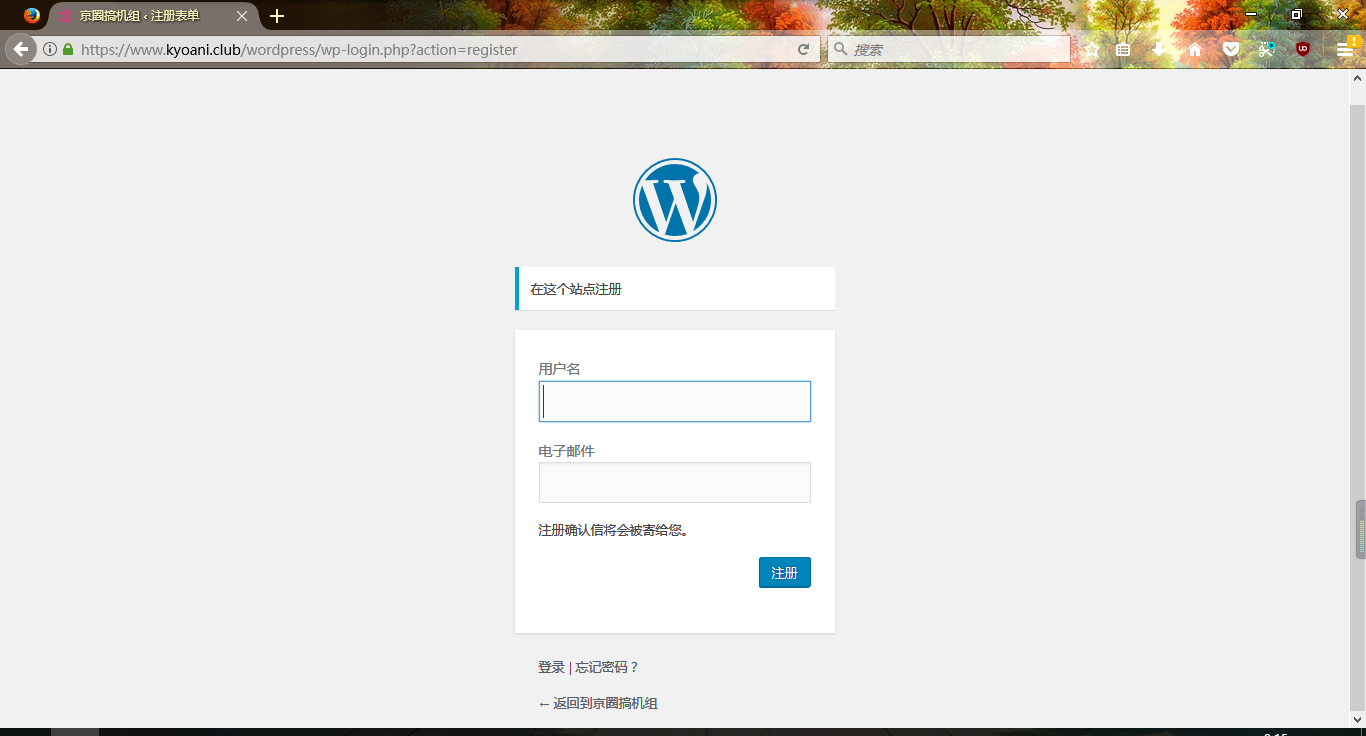 京圈搞机组 ‹ 注册表单
https://www.kyoani.club/wordpress/wp-login.php?action=register
搜索
在这个站点注册
用户名
电子邮件
注册确认信将会被寄给您。
注册
登录 | 忘记密码？
← 返回到京圈搞机组